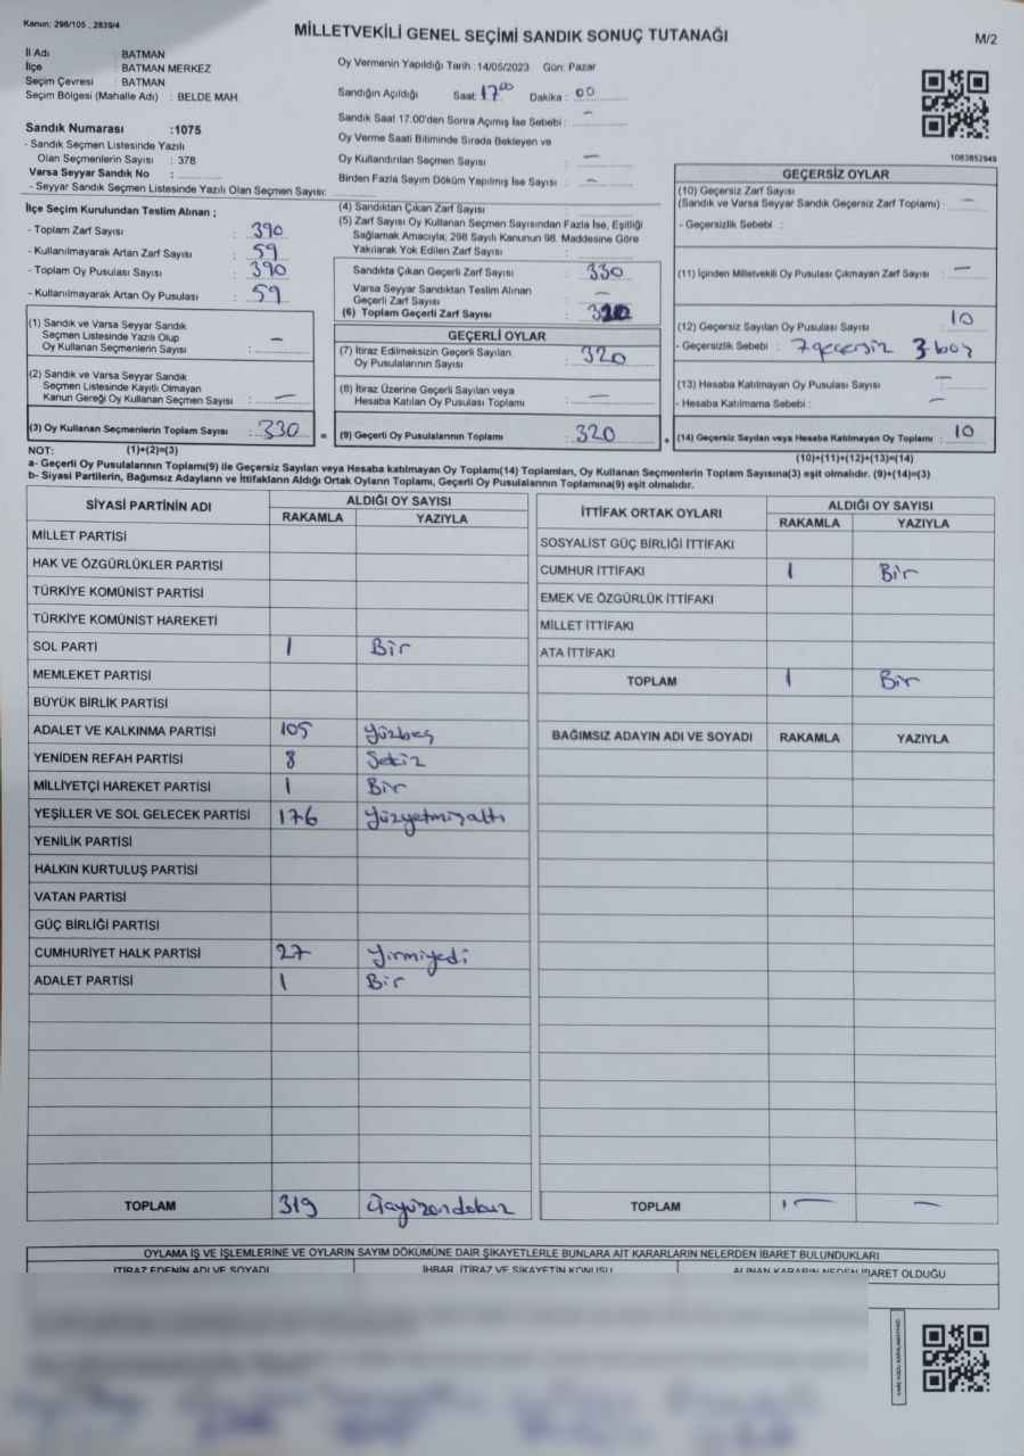 Kanun: 298/105 , 2839/4
MİLLETVEKİLİ GENEL SEÇİMİ SANDIK SONUÇ TUTANAĞI
M/2
İl Adı : BATMAN
İlçe : BATMAN MERKEZ
Seçim Çevresi : BATMAN
Seçim Bölgesi (Mahalle Adı) : BELDE MAH.
Sandık Numarası :1075
- Sandık Seçmen Listesinde Yazılı
Olan Seçmenlerin Sayısı : 378
Varsa Seyyar Sandık No :
- Seyyar Sandık Seçmen Listesinde Yazılı Olan Seçmen Sayısı:
Oy Vermenin Yapıldığı Tarih :14/05/2023 Gün: Pazar
Sandığın Açıldığı Saat: 17⁰⁰ Dakika : 00
Sandık Saat 17.00'den Sonra Açımış İse Sebebi : —
Oy Verme Saati Bitiminde Sırada Bekleyen ve
Oy Kullandırılan Seçmen Sayısı : —
Birden Fazla Sayım Döküm Yapılmış İse Sayısı : —
1083852949
İlçe Seçim Kurulundan Teslim Alınan ;
- Toplam Zarf Sayısı : 390
- Kullanılmayarak Artan Zarf Sayısı : 59
- Toplam Oy Pusulası Sayısı : 390
- Kullanılmayarak Artan Oy Pusulası : 59
(1) Sandık ve Varsa Seyyar Sandık
Seçmen Listesinde Yazılı Olup
Oy Kullanan Seçmenlerin Sayısı : —
(2) Sandık ve Varsa Seyyar Sandık
Seçmen Listesinde Kayıtlı Olmayan
Kanun Gereği Oy Kullanan Seçmen Sayısı : —
(3) Oy Kullanan Seçmenlerin Toplam Sayısı : 330
(4) Sandıktan Çıkan Zarf Sayısı :
(5) Zarf Sayısı Oy Kullanan Seçmen Sayısından Fazla İse, Eşitliği
Sağlamak Amacıyla; 298 Sayılı Kanunun 98. Maddesine Göre
Yakılarak Yok Edilen Zarf Sayısı :
Sandıkta Çıkan Geçerli Zarf Sayısı : 330
Varsa Seyyar Sandıktan Teslim Alınan
Geçerli Zarf Sayısı : —
(6) Toplam Geçerli Zarf Sayısı :
GEÇERLİ OYLAR
(7) İtiraz Edilmeksizin Geçerli Sayılan
Oy Pusulalarının Sayısı : 320
(8) İtiraz Üzerine Geçerli Sayılan veya
Hesaba Katılan Oy Pusulası Toplamı : —
= (9) Geçerli Oy Pusulalarının Toplamı : 320
GEÇERSİZ OYLAR
(10) Geçersiz Zarf Sayısı
(Sandık ve Varsa Seyyar Sandık Geçersiz Zarf Toplamı) : —
- Geçersizlik Sebebi :
(11) İçinden Milletvekili Oy Pusulası Çıkmayan Zarf Sayısı : —
(12) Geçersiz Sayılan Oy Pusulası Sayısı : 10
- Geçersizlik Sebebi : 7 geçersiz 3 boş
(13) Hesaba Katılmayan Oy Pusulası Sayısı : —
- Hesaba Katılmama Sebebi : —
+ (14) Geçersiz Sayılan veya Hesaba Katılmayan Oy Toplamı : 10
NOT: (1)+(2)=(3)
(10)+(11)+(12)+(13)=(14)
a- Geçerli Oy Pusulalarının Toplamı(9) ile Geçersiz Sayılan veya Hesaba katılmayan Oy Toplamı(14) Toplamları, Oy Kullanan Seçmenlerin Toplam Sayısına(3) eşit olmalıdır. (9)+(14)=(3)
b- Siyasi Partilerin, Bağımsız Adayların ve İttifakların Aldığı Ortak Oyların Toplamı, Geçerli Oy Pusulalarının Toplamına(9) eşit olmalıdır.
SİYASİ PARTİNİN ADI
ALDIĞI OY SAYISI
RAKAMLA YAZIYLA
MİLLET PARTİSİ
HAK VE ÖZGÜRLÜKLER PARTİSİ
TÜRKİYE KOMÜNİST PARTİSİ
TÜRKİYE KOMÜNİST HAREKETİ
SOL PARTİ 1 Bir
MEMLEKET PARTİSİ
BÜYÜK BİRLİK PARTİSİ
ADALET VE KALKINMA PARTİSİ 105 yüzbeş
YENİDEN REFAH PARTİSİ 8 Sekiz
MİLLİYETÇİ HAREKET PARTİSİ 1 Bir
YEŞİLLER VE SOL GELECEK PARTİSİ 176 yüzyetmişaltı
YENİLİK PARTİSİ
HALKIN KURTULUŞ PARTİSİ
VATAN PARTİSİ
GÜÇ BİRLİĞİ PARTİSİ
CUMHURİYET HALK PARTİSİ 27 yirmiyedi
ADALET PARTİSİ 1 Bir
TOPLAM 319 üçyüzondokuz
İTTİFAK ORTAK OYLARI
ALDIĞI OY SAYISI
RAKAMLA YAZIYLA
SOSYALİST GÜÇ BİRLİĞİ İTTİFAKI
CUMHUR İTTİFAKI 1 Bir
EMEK VE ÖZGÜRLÜK İTTİFAKI
MİLLET İTTİFAKI
ATA İTTİFAKI
TOPLAM 1 Bir
BAĞIMSIZ ADAYIN ADI VE SOYADI RAKAMLA YAZIYLA
TOPLAM — —
OYLAMA İŞ VE İŞLEMLERİNE VE OYLARIN SAYIM DÖKÜMÜNE DAİR ŞİKAYETLERLE BUNLARA AİT KARARLARIN NELERDEN İBARET BULUNDUKLARI
İTİRAZ EDENİN ADI VE SOYADI İHBAR, İTİRAZ VE ŞİKAYETİN KONUSU ALINAN KARARIN NEDEN İBARET OLDUĞU